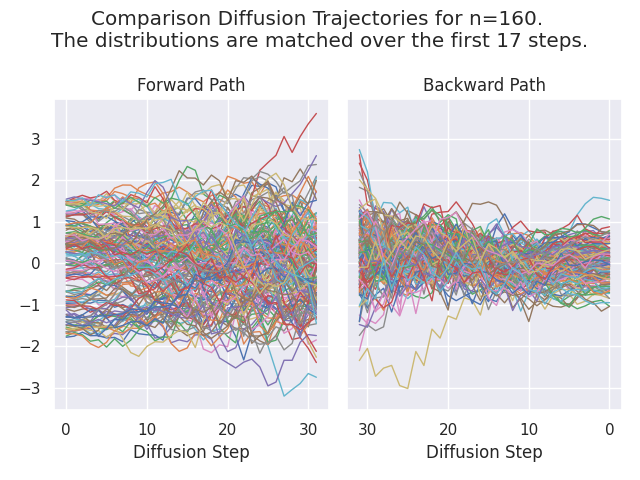 Comparison Diffusion Trajectories for n=160.
The distributions are matched over the first 17 steps.
Forward Path
Backward Path
3
2
1
0
−1
−2
−3
0 10 20 30
30 20 10 0
Diffusion Step
Diffusion Step